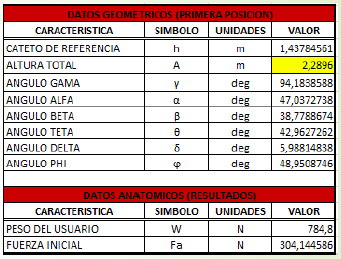 DATOS GEOMETRICOS (PRIMERA POSICION)
CARACTERISTICA SIMBOLO UNIDADES VALOR
CATETO DE REFERENCIA h m 1,43784561
ALTURA TOTAL A m 2,2896
ANGULO GAMA γ deg 94,1838588
ANGULO ALFA α deg 47,0372738
ANGULO BETA β deg 38,7788674
ANGULO TETA θ deg 42,9627262
ANGULO DELTA δ deg 5,98814838
ANGULO PHI φ deg 48,9508746
DATOS ANATOMICOS (RESULTADOS)
CARACTERISTICA SIMBOLO UNIDADES VALOR
PESO DEL USUARIO W N 784,8
FUERZA INICIAL Fa N 304,144586